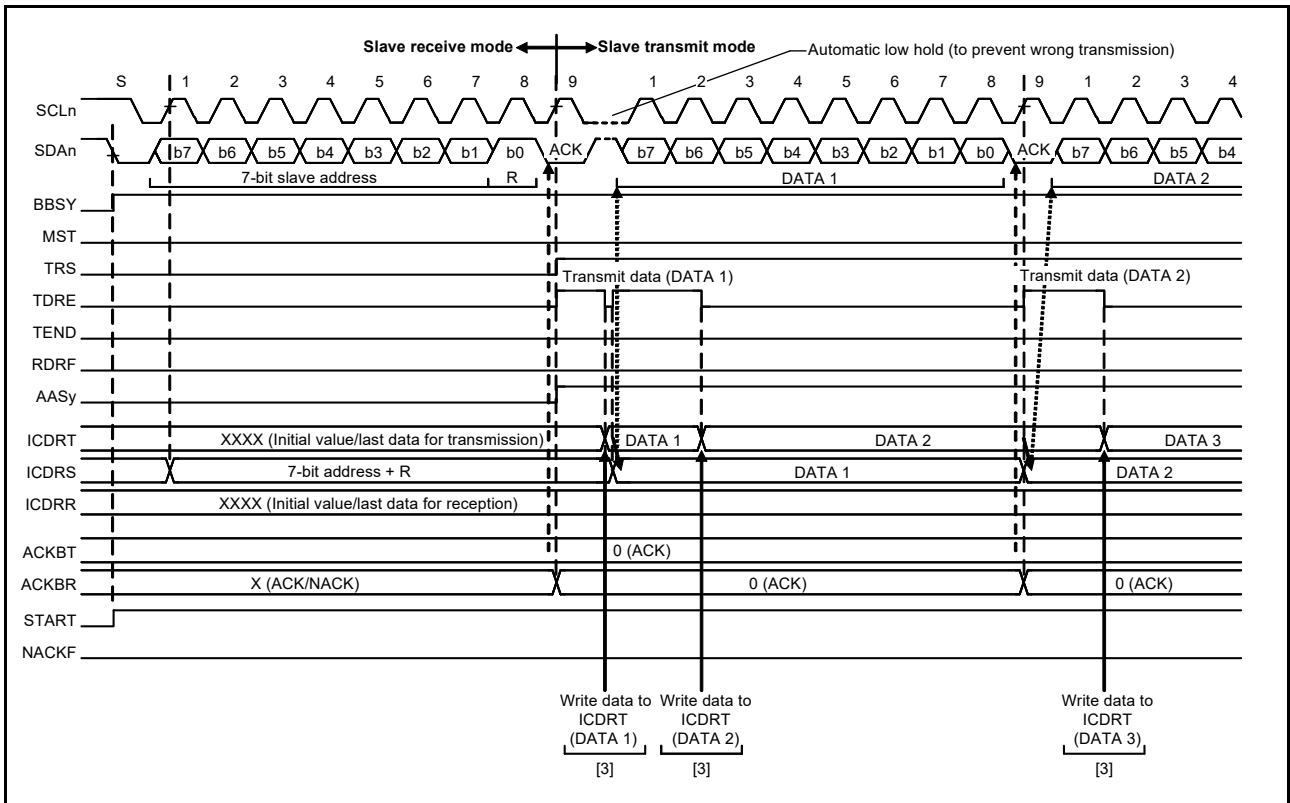 Slave receive mode Slave transmit mode
Automatic low hold (to prevent wrong transmission)
S 1 2 3 4 5 6 7 8 9 1 2 3 4 5 6 7 8 9 1 2 3 4
SCLn
SDAn b7 b6 b5 b4 b3 b2 b1 b0 ACK b7 b6 b5 b4 b3 b2 b1 b0 ACK b7 b6 b5 b4
7-bit slave address R DATA 1 DATA 2
BBSY
MST
TRS
Transmit data (DATA 1) Transmit data (DATA 2)
TDRE
TEND
RDRF
AASy
ICDRT XXXX (Initial value/last data for transmission) DATA 1 DATA 2 DATA 3
ICDRS 7-bit address + R DATA 1 DATA 2
ICDRR XXXX (Initial value/last data for reception)
ACKBT 0 (ACK)
ACKBR X (ACK/NACK) 0 (ACK) 0 (ACK)
START
NACKF
Write data to Write data to Write data to
ICDRT ICDRT ICDRT
(DATA 1) (DATA 2) (DATA 3)
[3] [3] [3]